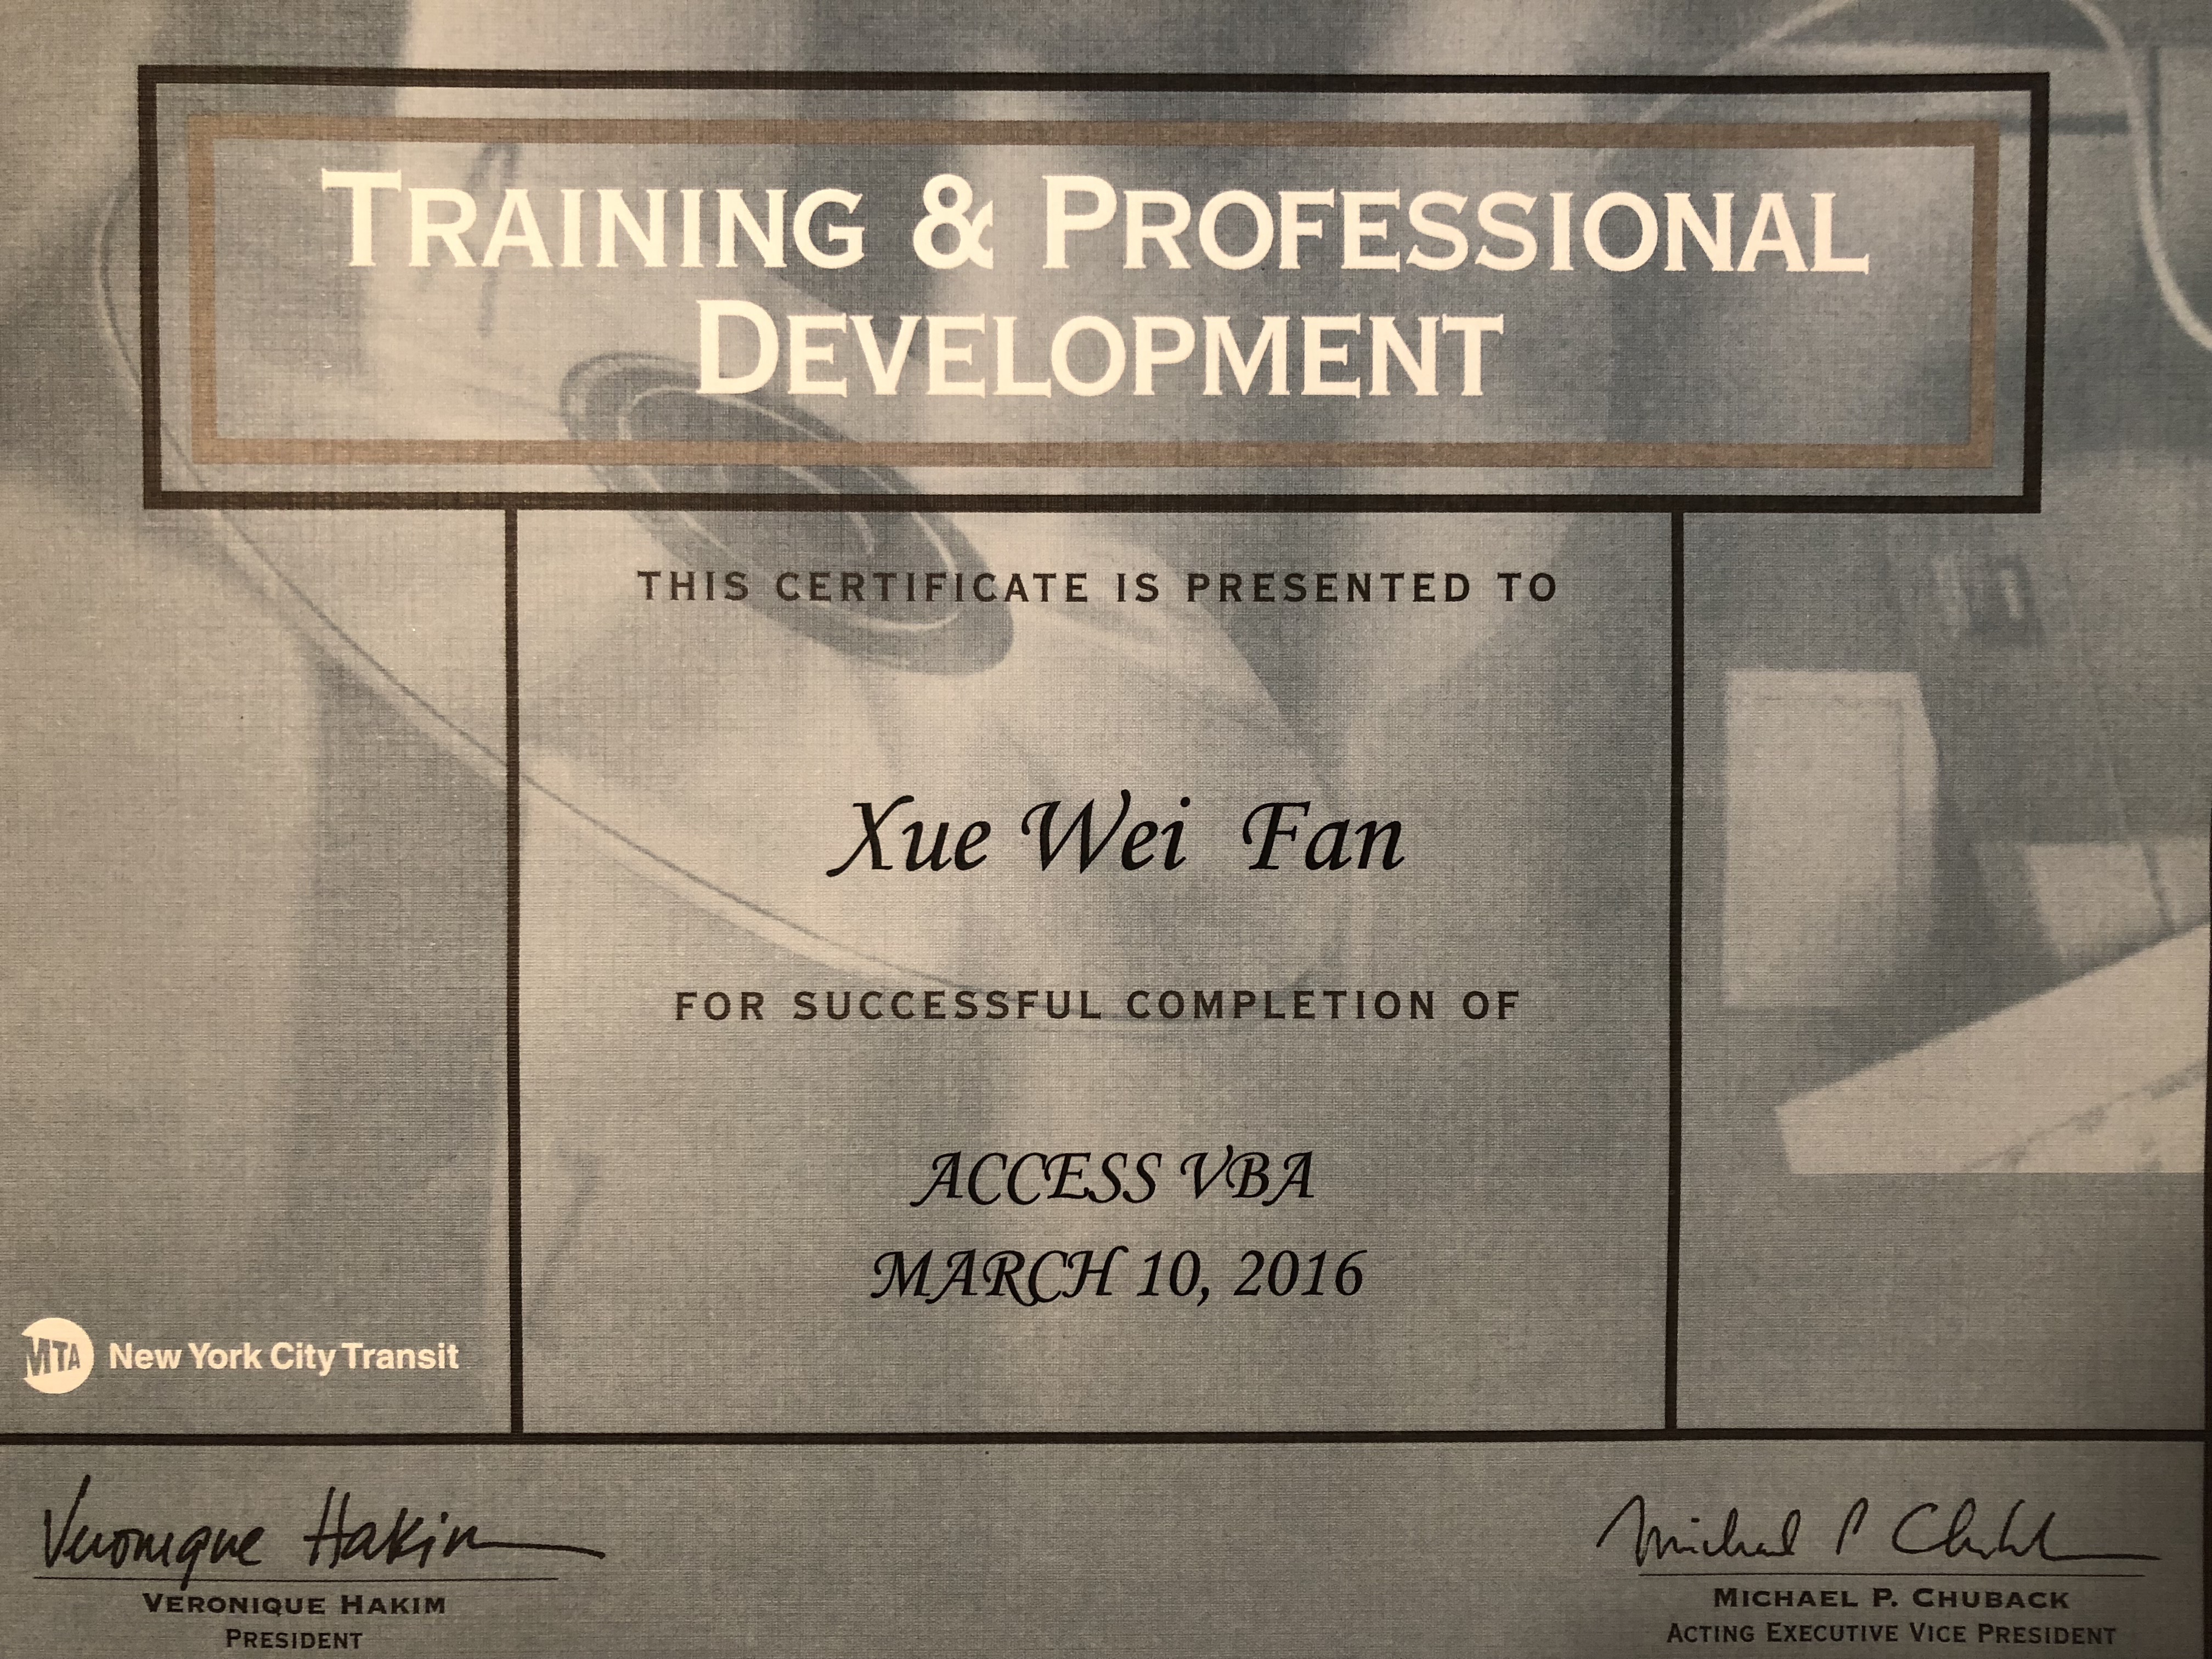 TRAINING & PROFESSIONAL
DEVELOPMENT
THIS CERTIFICATE IS PRESENTED TO
Xue Wei Fan
FOR SUCCESSFUL COMPLETION OF
ACCESS VBA
MARCH 10, 2016
MTA New York City Transit
Veronique Hakim
VERONIQUE HAKIM
PRESIDENT
Michael P Chuback
MICHAEL P. CHUBACK
ACTING EXECUTIVE VICE PRESIDENT